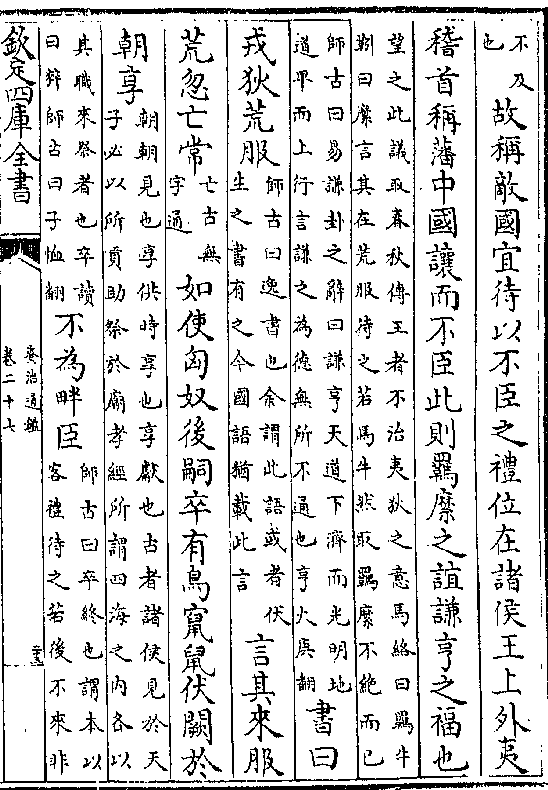 不及也故稱敵國宜待以不臣之禮位在諸侯王上外夷
稽首稱藩中國讓而不臣此則羈縻之誼謙亨之福也
望之此議取春秋傳王者不治夷狄之意馬絡曰羈牛
靷曰縻言其在荒服待之若馬牛然取羈縻不絶而已
師古曰易謙卦之辭曰謙亨天道下濟而光明地
道卑而上行言謙之為德無所不通也亨火庚翻
書曰
戎狄荒服
師古曰逸書也余謂此語或者伏
生之書有之今國語猶載此言
言其來服
荒忽亡常
亡古無
字通
如使匈奴後嗣卒有鳥竄鼠伏闕於
朝享
朝朝見也享供時享也享獻也古者諸侯見於天
子必以所貢助祭於廟孝經所謂四海之内各以
其職來祭者也卒讀
曰猝師古曰子恤翻
不為畔臣
師古曰卒終也謂本以
客禮待之若後不來非
欽定四庫全書
資治通鑑
卷二十七